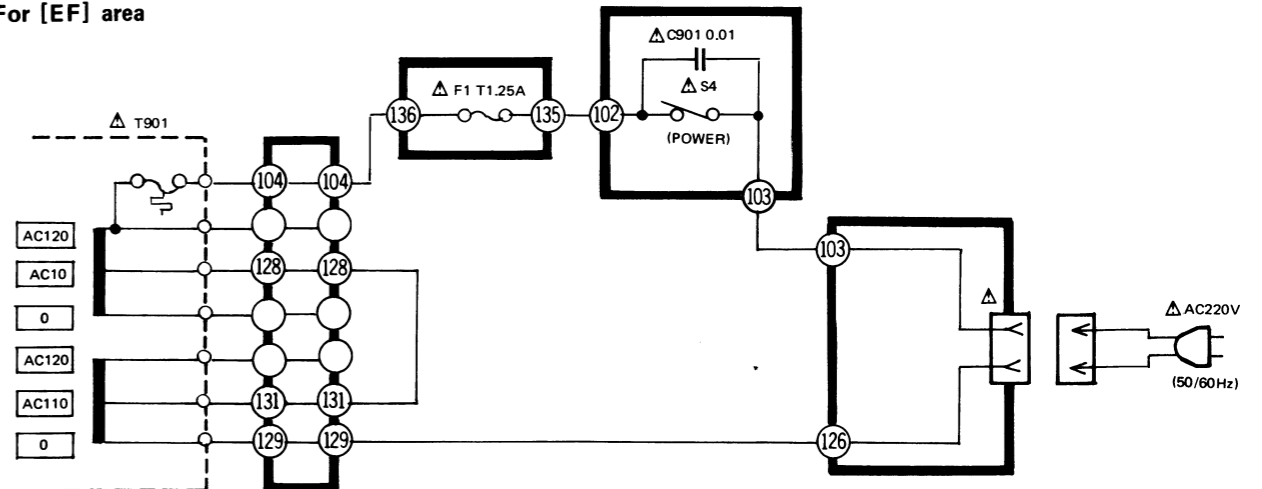 For [EF] area
⚠ C901 0.01
⚠ S4
(POWER)
⚠ F1 T1.25A
136
135
102
103
⚠ T901
104
104
AC120
AC10
128
128
0
AC120
AC110
131
131
0
129
129
103
126
⚠
⚠ AC220V
(50/60Hz)